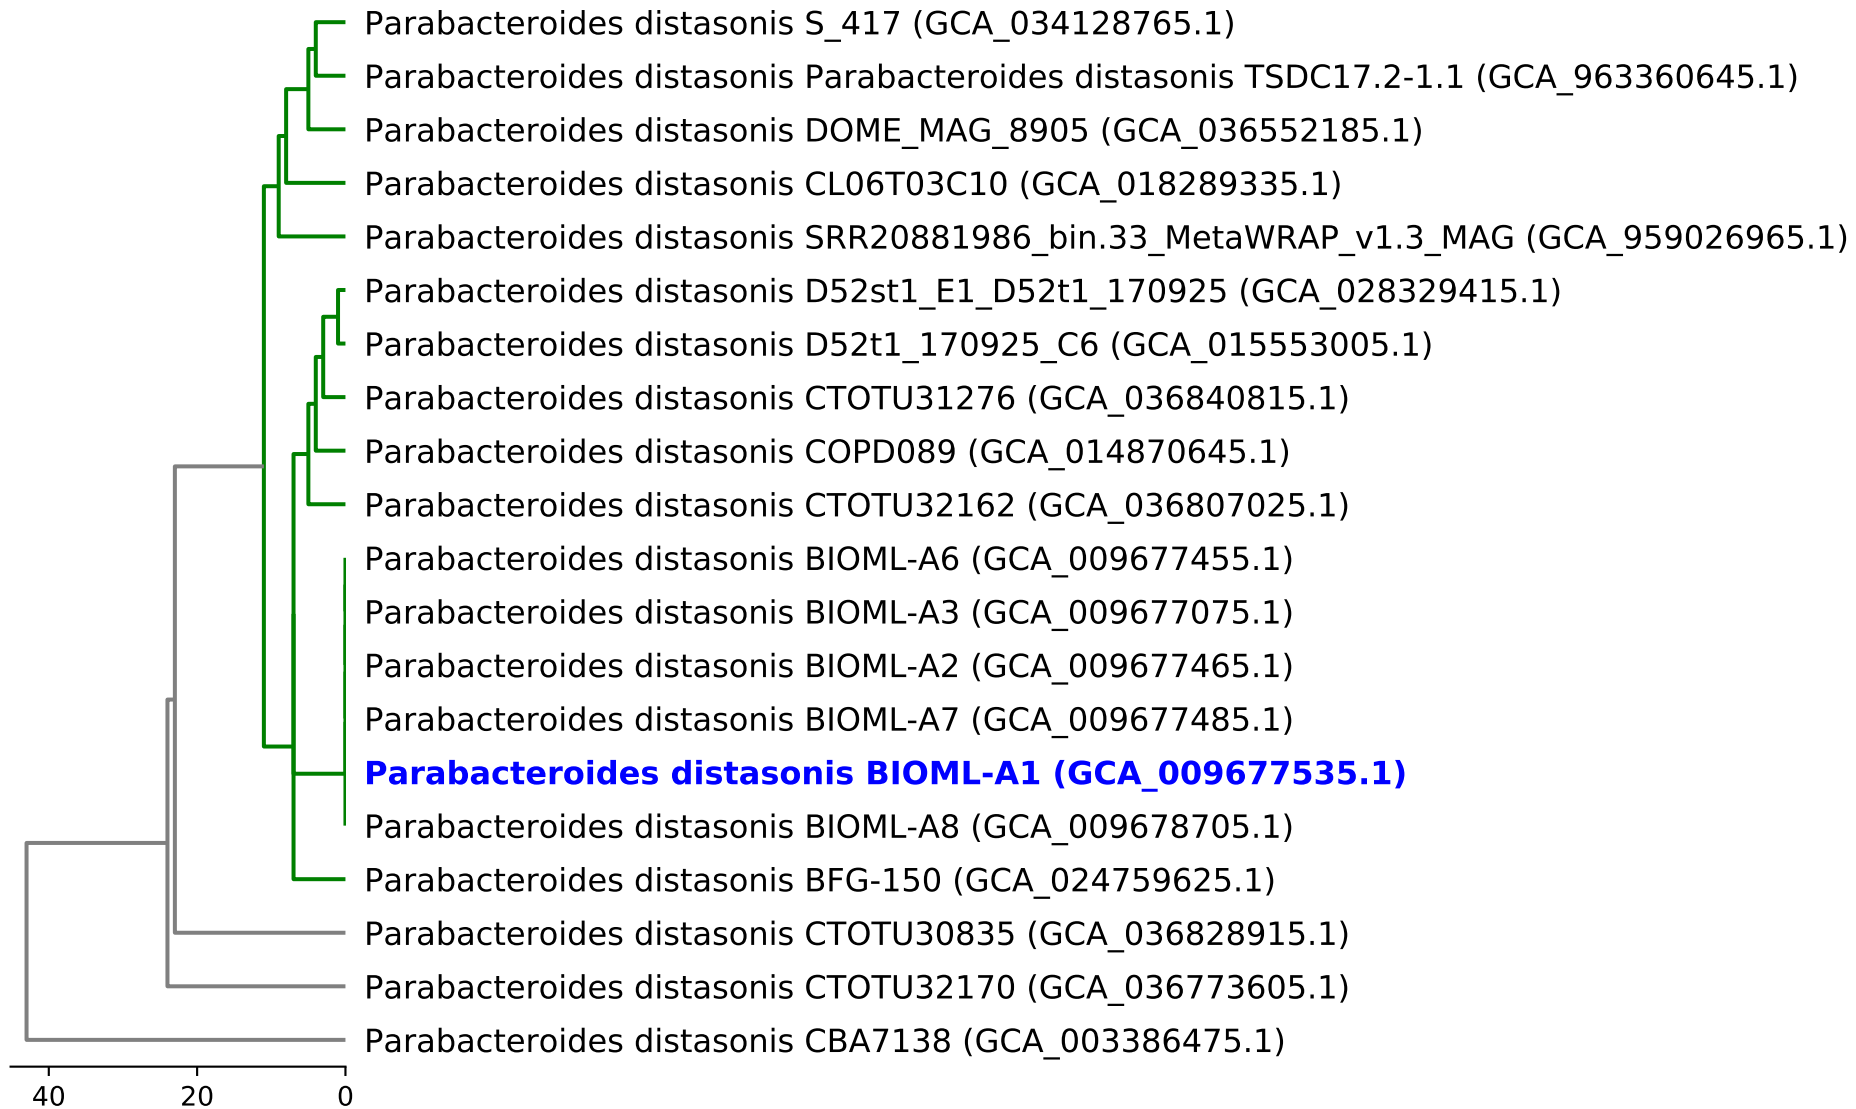 Parabacteroides distasonis S_417 (GCA_034128765.1)
Parabacteroides distasonis Parabacteroides distasonis TSDC17.2-1.1 (GCA_963360645.1)
Parabacteroides distasonis DOME_MAG_8905 (GCA_036552185.1)
Parabacteroides distasonis CL06T03C10 (GCA_018289335.1)
Parabacteroides distasonis SRR20881986_bin.33_MetaWRAP_v1.3_MAG (GCA_959026965.1)
Parabacteroides distasonis D52st1_E1_D52t1_170925 (GCA_028329415.1)
Parabacteroides distasonis D52t1_170925_C6 (GCA_015553005.1)
Parabacteroides distasonis CTOTU31276 (GCA_036840815.1)
Parabacteroides distasonis COPD089 (GCA_014870645.1)
Parabacteroides distasonis CTOTU32162 (GCA_036807025.1)
Parabacteroides distasonis BIOML-A6 (GCA_009677455.1)
Parabacteroides distasonis BIOML-A3 (GCA_009677075.1)
Parabacteroides distasonis BIOML-A2 (GCA_009677465.1)
Parabacteroides distasonis BIOML-A7 (GCA_009677485.1)
Parabacteroides distasonis BIOML-A1 (GCA_009677535.1)
Parabacteroides distasonis BIOML-A8 (GCA_009678705.1)
Parabacteroides distasonis BFG-150 (GCA_024759625.1)
Parabacteroides distasonis CTOTU30835 (GCA_036828915.1)
Parabacteroides distasonis CTOTU32170 (GCA_036773605.1)
Parabacteroides distasonis CBA7138 (GCA_003386475.1)
40 20 0